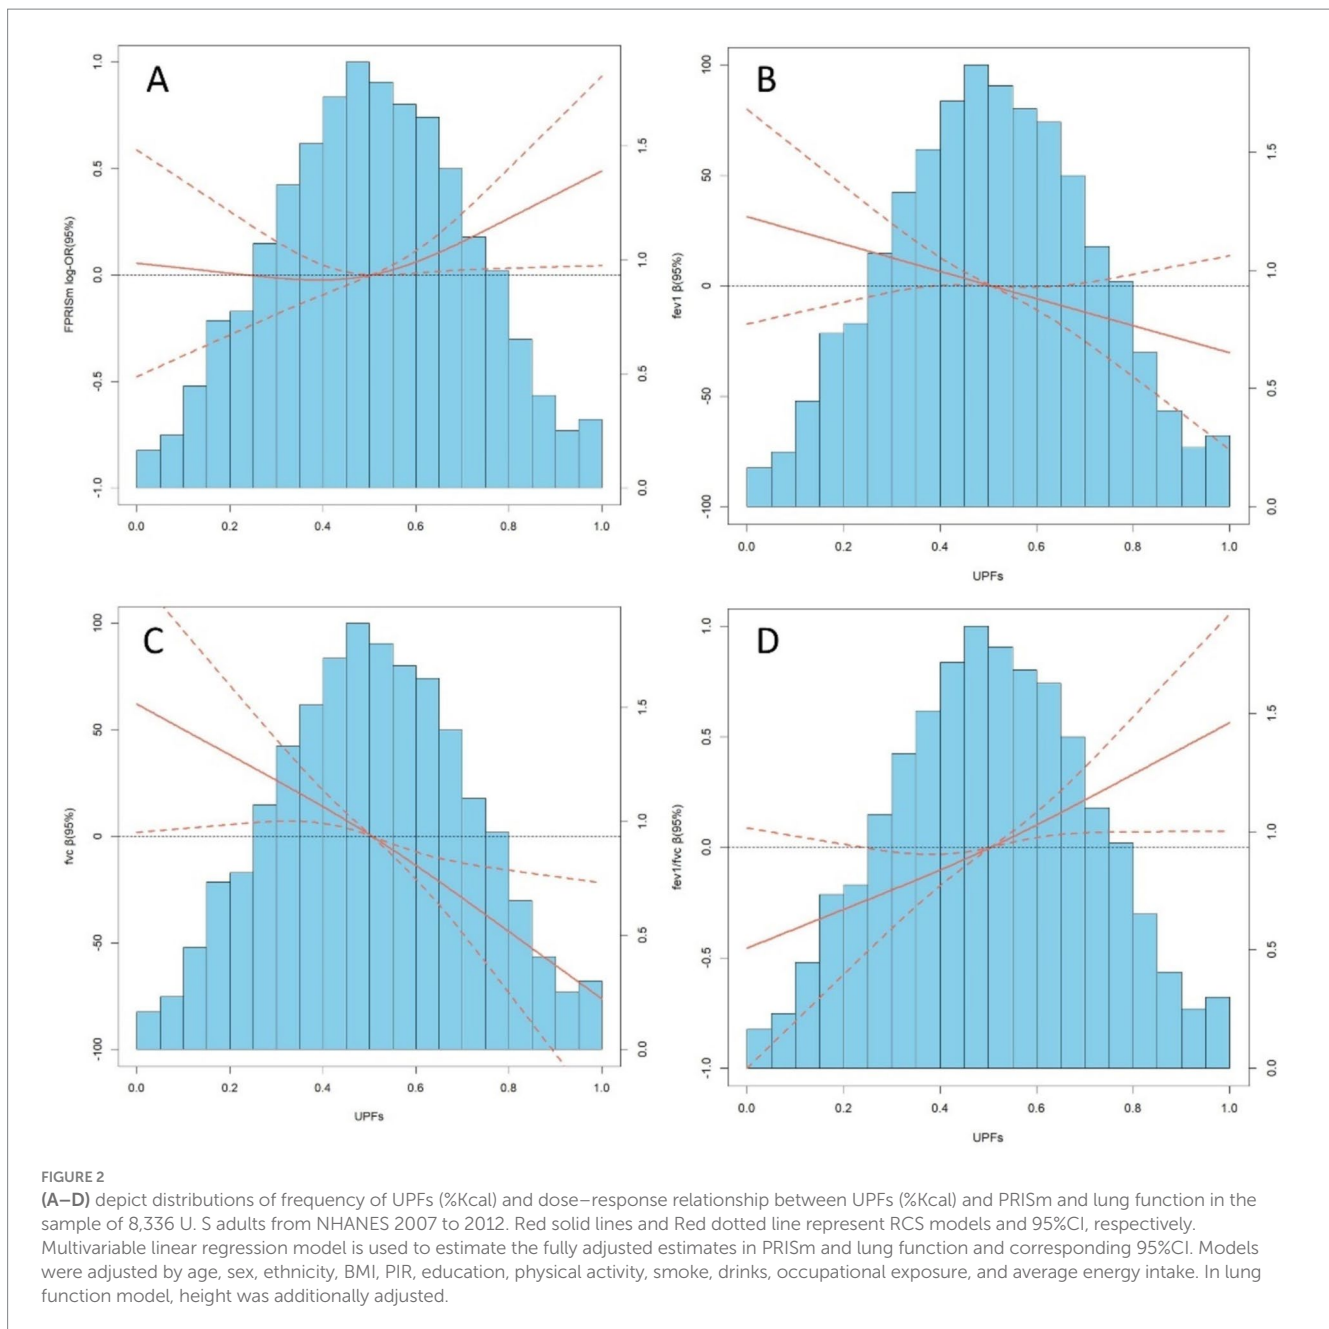 A
FPRISm log-OR(95%)
1.0
0.5
0.0
-0.5
-1.0
1.5
1.0
0.5
0.0
0.0 0.2 0.4 0.6 0.8 1.0
B
fev1 β(95%)
100
50
0
-50
-100
1.5
1.0
0.5
0.0
0.0 0.2 0.4 0.6 0.8 1.0
UPFs
C
fvc β(95%)
100
50
0
-50
-100
1.5
1.0
0.5
0.0
0.0 0.2 0.4 0.6 0.8 1.0
UPFs
D
fev1/fvc β(95%)
1.0
0.5
0.0
-0.5
-1.0
1.5
1.0
0.5
0.0
0.0 0.2 0.4 0.6 0.8 1.0
UPFs
FIGURE 2
(A–D) depict distributions of frequency of UPFs (%Kcal) and dose–response relationship between UPFs (%Kcal) and PRISm and lung function in the
sample of 8,336 U. S adults from NHANES 2007 to 2012. Red solid lines and Red dotted line represent RCS models and 95%CI, respectively.
Multivariable linear regression model is used to estimate the fully adjusted estimates in PRISm and lung function and corresponding 95%CI. Models
were adjusted by age, sex, ethnicity, BMI, PIR, education, physical activity, smoke, drinks, occupational exposure, and average energy intake. In lung
function model, height was additionally adjusted.